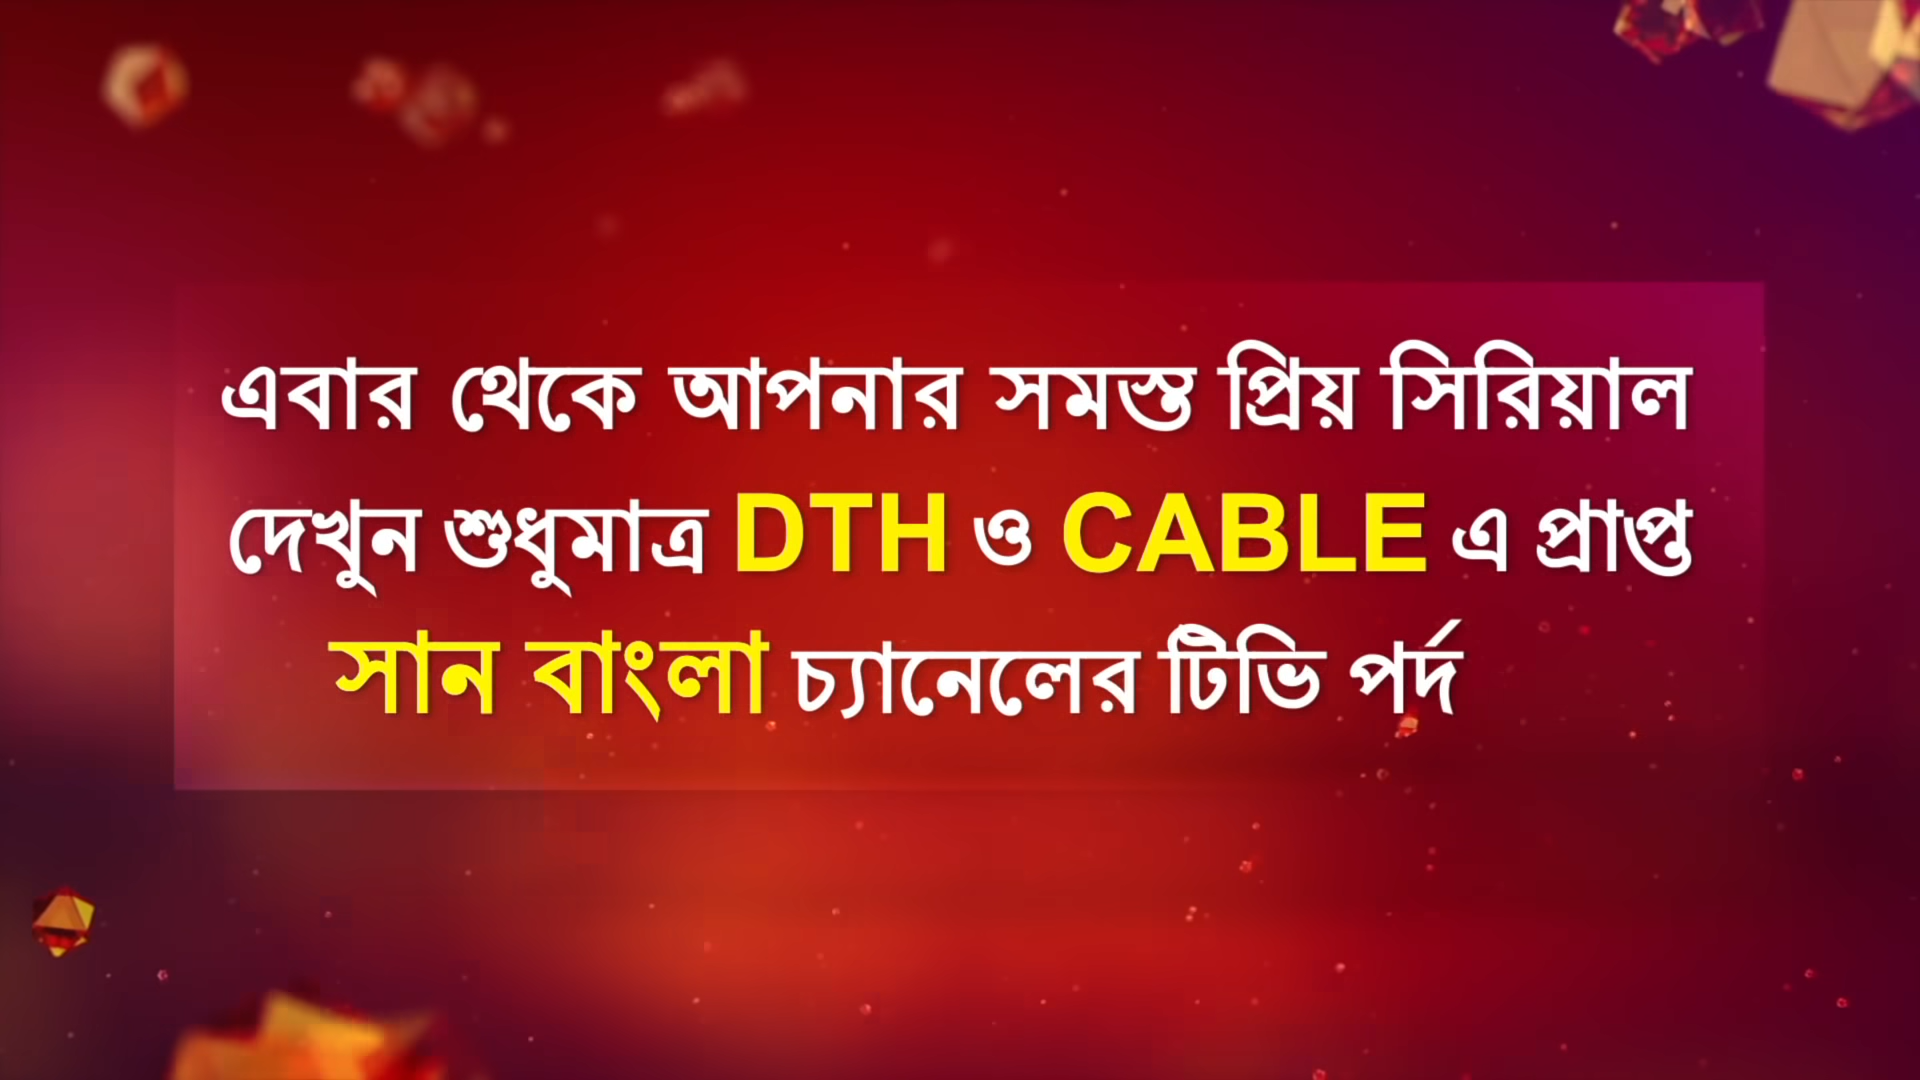 এবার থেকে আপনার সমস্ত প্রিয় সিরিয়াল
দেখুন শুধুমাত্র DTH ও CABLE এ প্রাপ্ত
সান বাংলা চ্যানেলের টিভি পর্দ